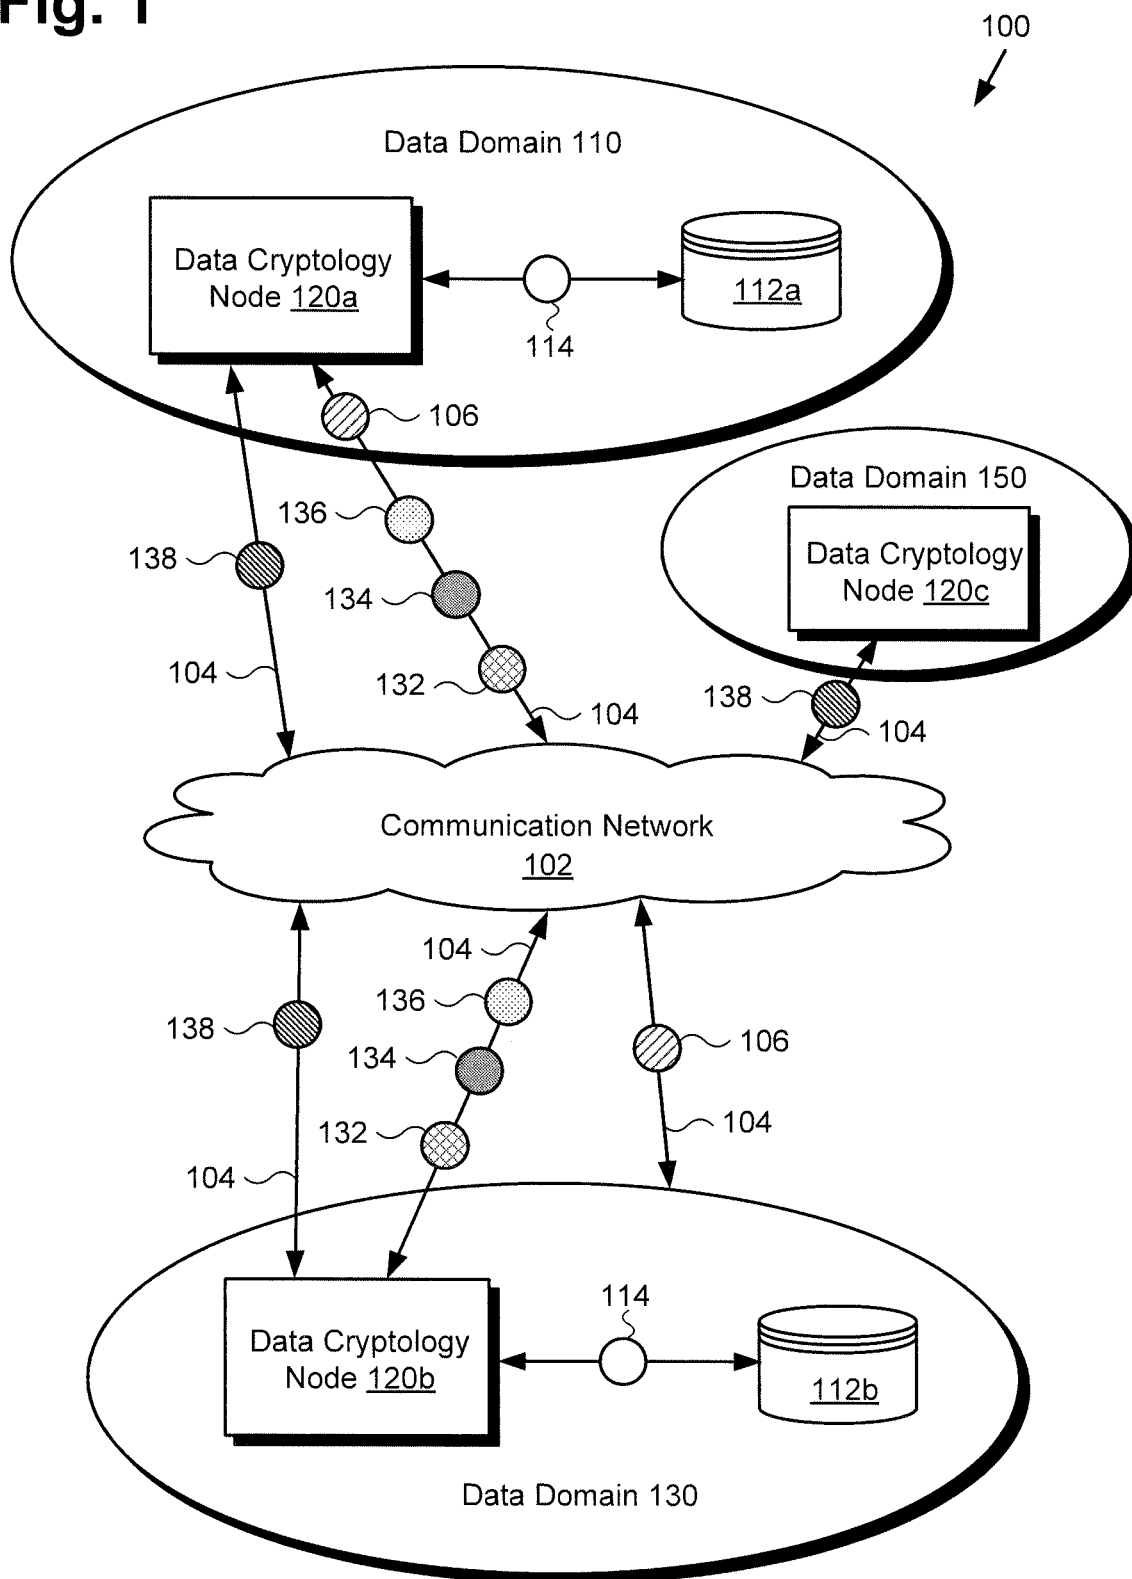 Fig. 1
100
Data Domain 110
Data Cryptology
Node 120a
112a
114
106
Data Domain 150
136
138
Data Cryptology
Node 120c
134
104
132
104
138
104
Communication Network
102
104
136
138
106
134
132
104
104
114
Data Cryptology
Node 120b
112b
Data Domain 130